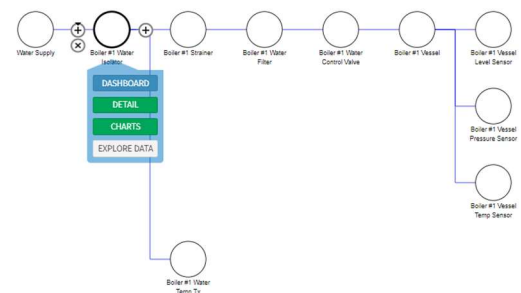 Water Supply
Boiler #1 Water
Isolator
Boiler #1 Strainer
Boiler #1 Water
Filter
Boiler #1 Water
Control Valve
Boiler #1 Vessel
Boiler #1 Vessel
Level Sensor
DASHBOARD
DETAIL
CHARTS
EXPLORE DATA
Boiler #1 Vessel
Pressure Sensor
Boiler #1 Vessel
Temp Sensor
Boiler #1 Water
Temp Tx